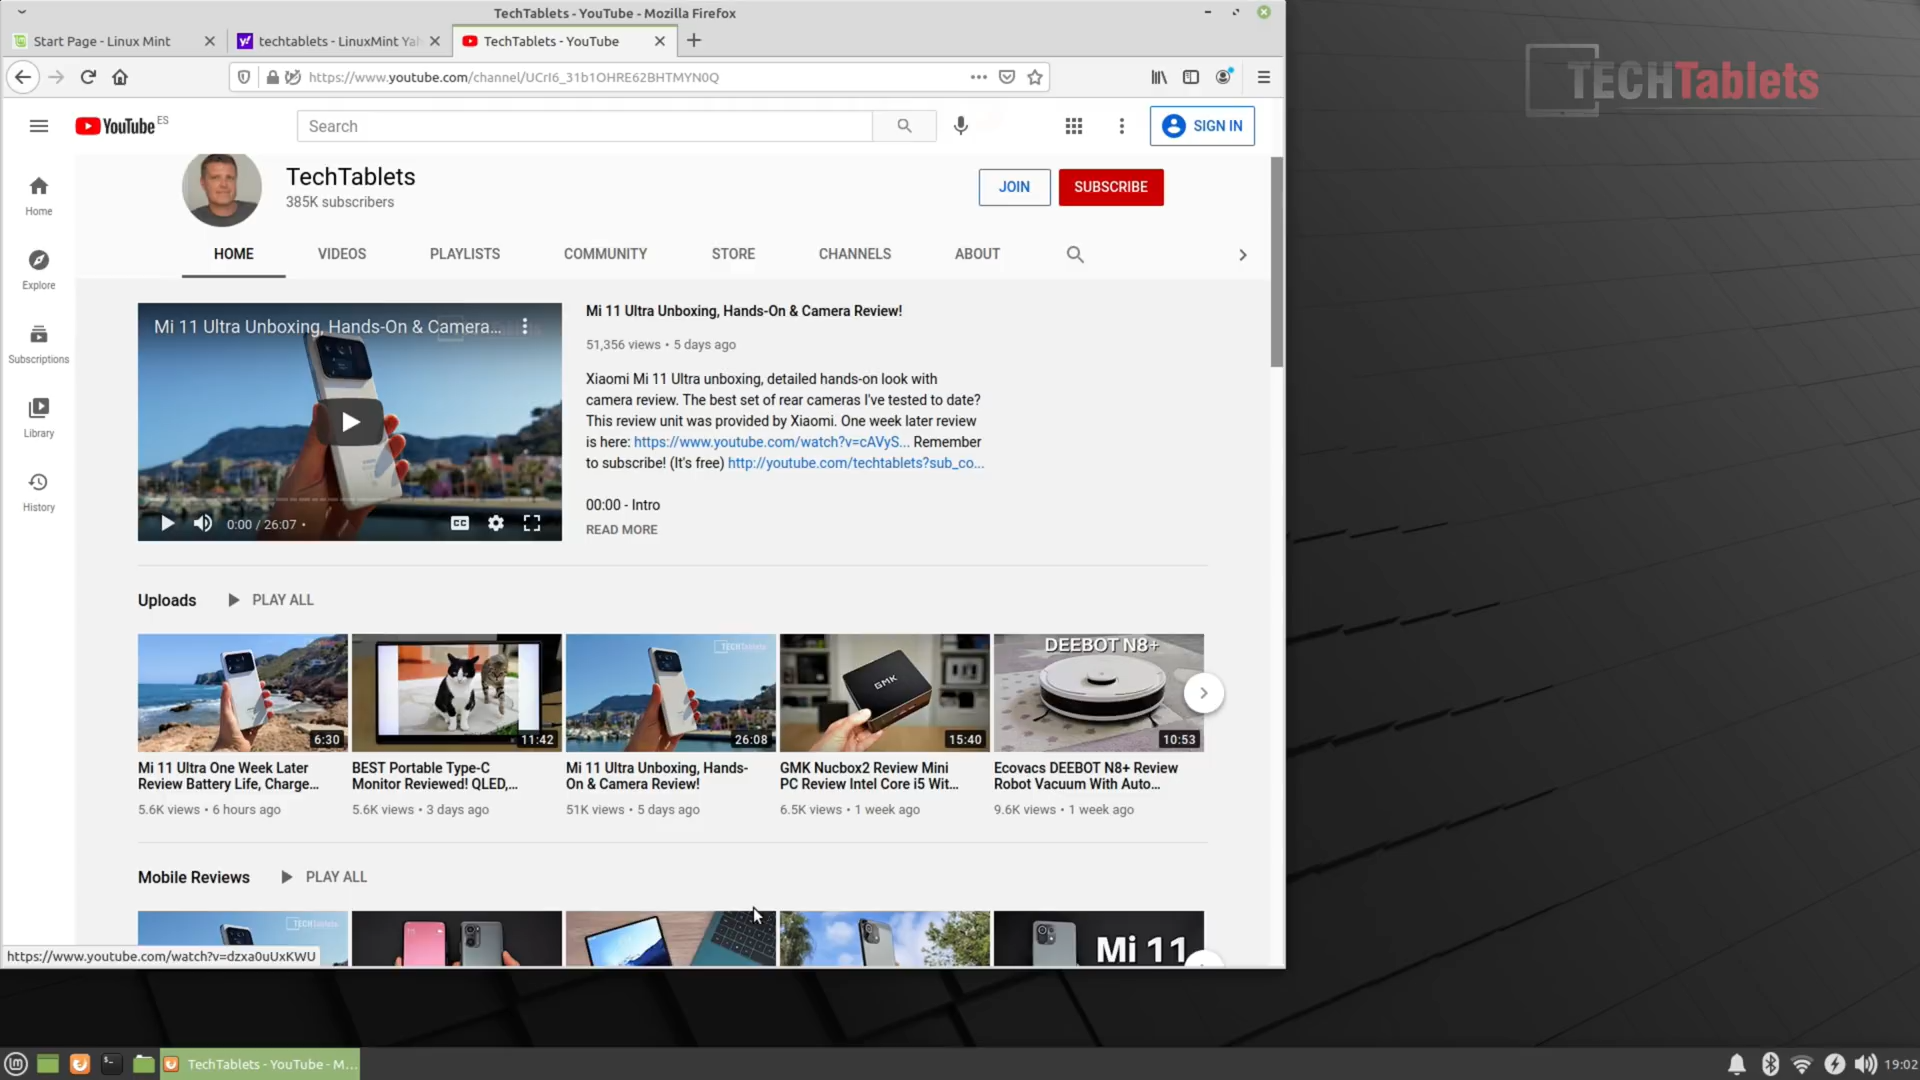 TechTablets - YouTube - Mozilla Firefox
Start Page - Linux Mint
techtablets - LinuxMint Yah
TechTablets - YouTube
https://www.youtube.com/channel/UCrI6_31b1OHRE62BHTMYN0Q
YouTube ES
Search
SIGN IN
TECHTablets
TechTablets
385K subscribers
JOIN
SUBSCRIBE
HOME
VIDEOS
PLAYLISTS
COMMUNITY
STORE
CHANNELS
ABOUT
Home
Explore
Subscriptions
Library
History
Mi 11 Ultra Unboxing, Hands-On & Camera...
0:00 / 26:07 •
CC
Mi 11 Ultra Unboxing, Hands-On & Camera Review!
51,356 views • 5 days ago
Xiaomi Mi 11 Ultra unboxing, detailed hands-on look with
camera review. The best set of rear cameras I've tested to date?
This review unit was provided by Xiaomi. One week later review
is here: https://www.youtube.com/watch?v=cAVyS... Remember
to subscribe! (It's free) http://youtube.com/techtablets?sub_co...
00:00 - Intro
READ MORE
Uploads
PLAY ALL
6:30
Mi 11 Ultra One Week Later
Review Battery Life, Charge...
5.6K views • 6 hours ago
11:42
BEST Portable Type-C
Monitor Reviewed! QLED,...
5.6K views • 3 days ago
TECHTablets
26:08
Mi 11 Ultra Unboxing, Hands-
On & Camera Review!
51K views • 5 days ago
GMK
15:40
GMK Nucbox2 Review Mini
PC Review Intel Core i5 Wit...
6.5K views • 1 week ago
DEEBOT N8+
10:53
Ecovacs DEEBOT N8+ Review
Robot Vacuum With Auto...
9.6K views • 1 week ago
Mobile Reviews
PLAY ALL
TECHTablets
Mi 11
https://www.youtube.com/watch?v=dzxa0uUxKWU
TechTablets - YouTube - M...
19:02